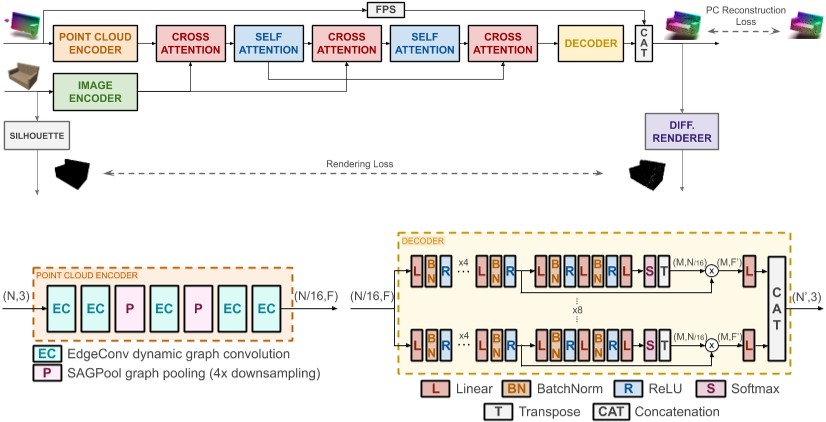 FPS
PC Reconstruction
Loss
POINT CLOUD
ENCODER
CROSS
ATTENTION
SELF
ATTENTION
CROSS
ATTENTION
SELF
ATTENTION
CROSS
ATTENTION
DECODER
CAT
IMAGE
ENCODER
SILHOUETTE
DIFF.
RENDERER
Rendering Loss
POINT CLOUD ENCODER
(N,3)
EC EC P EC P EC EC
(N/16,F)
EC EdgeConv dynamic graph convolution
P SAGPool graph pooling (4x downsampling)
DECODER
(N/16,F)
L BN R x4 ... L BN R L BN R L BN R L S T (M,N/16) x (M,F') L
x8
L BN R x4 ... L BN R L BN R L BN R L S T (M,N/16) x (M,F') L
CAT
(N',3)
L Linear BN BatchNorm R ReLU S Softmax
T Transpose CAT Concatenation